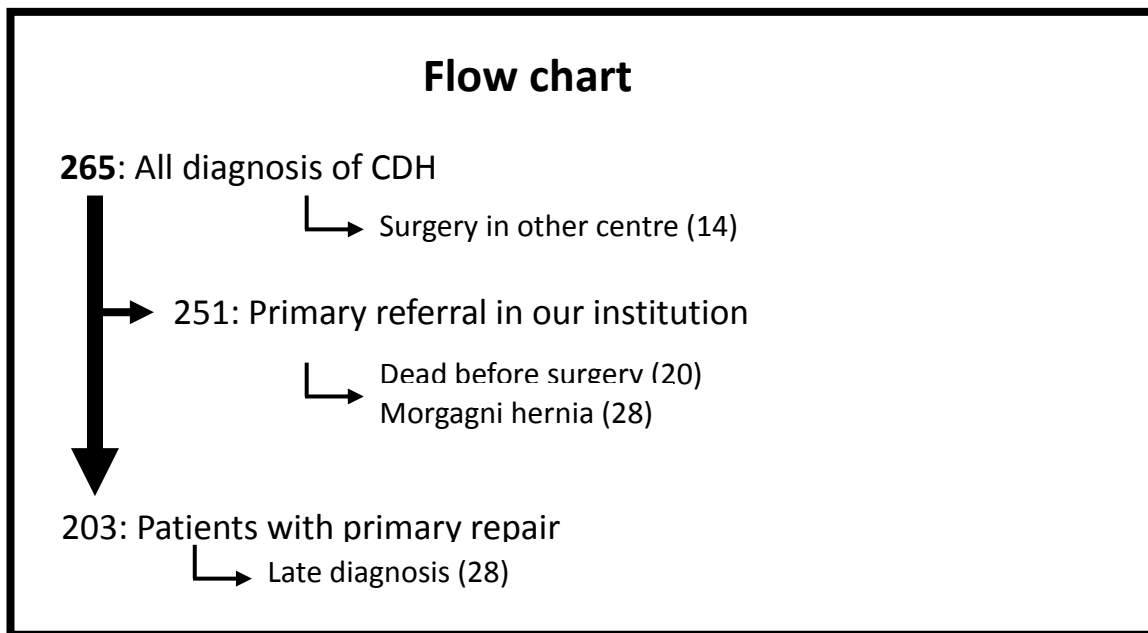 Flow chart
265: All diagnosis of CDH
Surgery in other centre (14)
251: Primary referral in our institution
Dead before surgery (20)
Morgagni hernia (28)
203: Patients with primary repair
Late diagnosis (28)